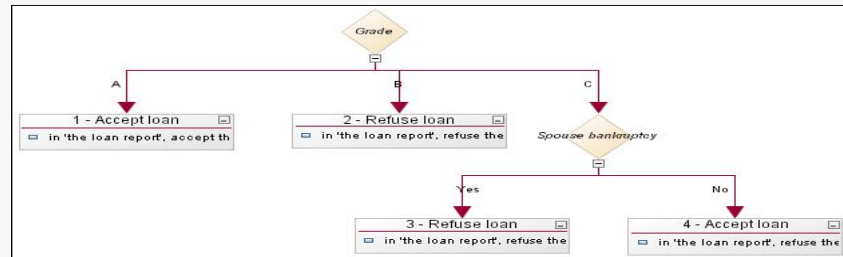 Grade
A
B
C
1 - Accept loan
in 'the loan report', accept th
2 - Refuse loan
in 'the loan report', refuse the
Spouse bankuptcy
Yes
No
3 - Refuse loan
in 'the loan report', refuse the
4 - Accept loan
in 'the loan report', refuse the